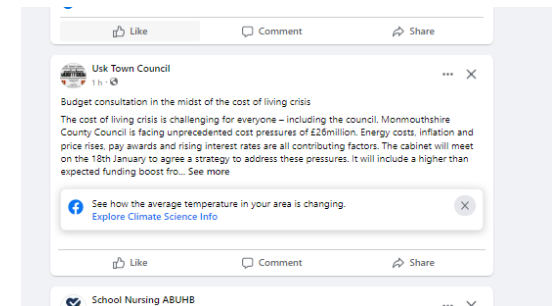 Like Comment Share
Usk Town Council
1 h ·
Budget consultation in the midst of the cost of living crisis
The cost of living crisis is challenging for everyone – including the council. Monmouthshire
County Council is facing unprecedented cost pressures of £26million. Energy costs, inflation and
price rises, pay awards and rising interest rates are all contributing factors. The cabinet will meet
on the 18th January to agree a strategy to address these pressures. It will include a higher than
expected funding boost fro... See more
See how the average temperature in your area is changing.
Explore Climate Science Info
Like Comment Share
School Nursing ABUHB